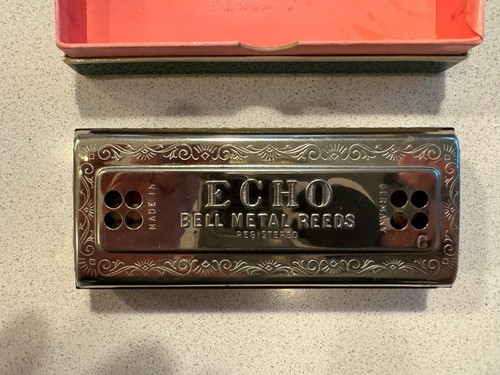 MADE IN
ECHO
BELL METAL REEDS
REGISTERED
GERMANY
G